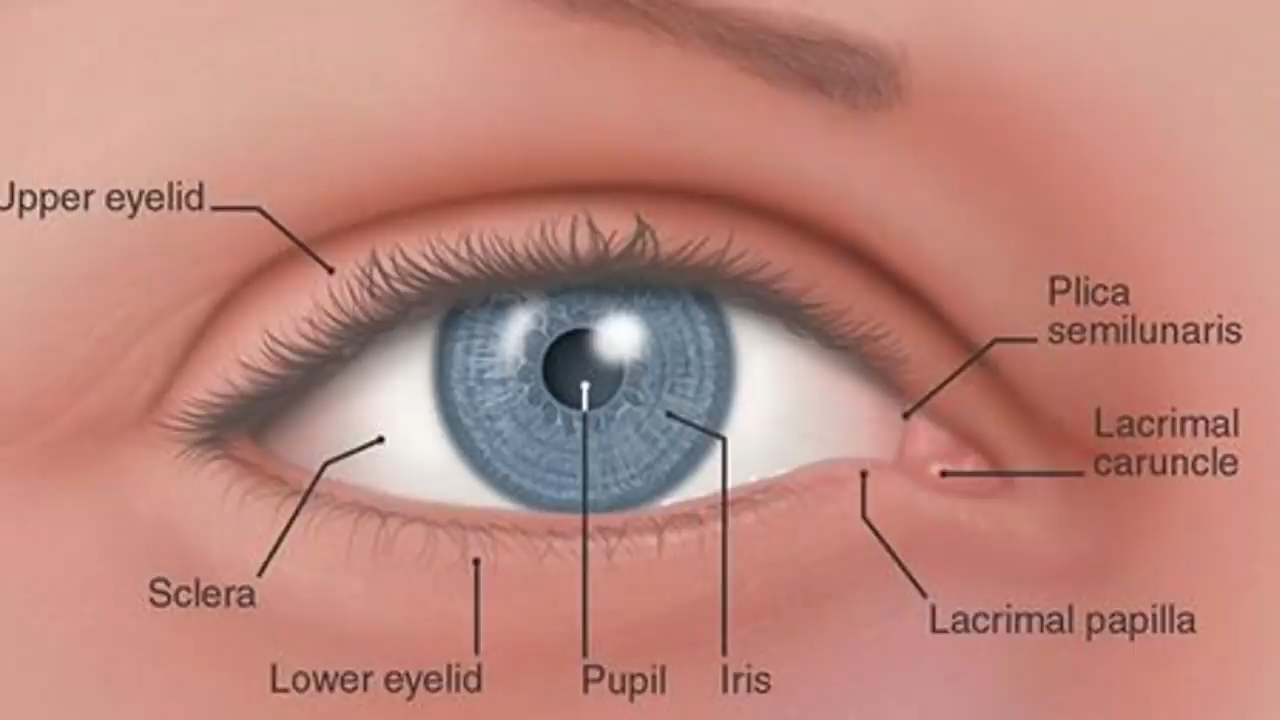 Upper eyelid
Plica
semilunaris
Lacrimal
caruncle
Sclera
Lacrimal papilla
Lower eyelid
Pupil
Iris